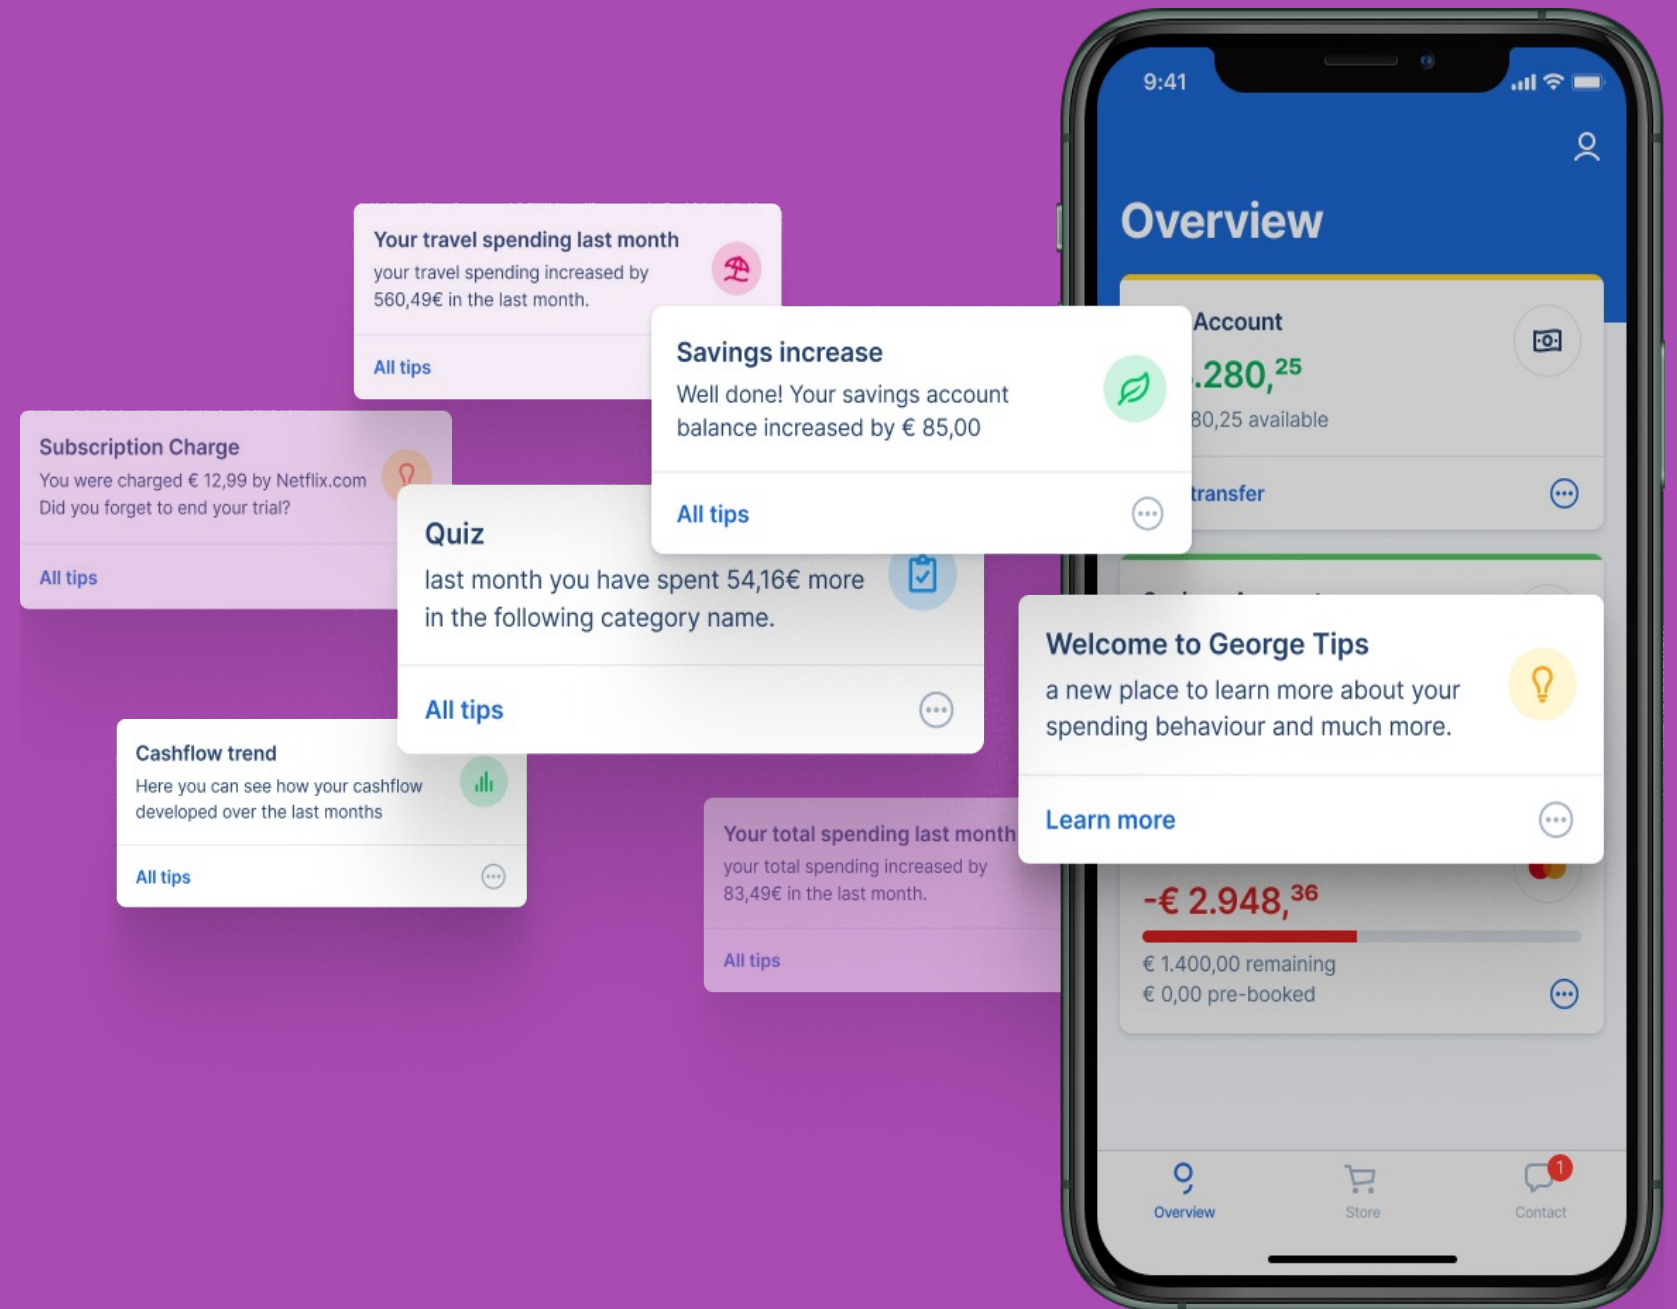 9:41
Overview
Account
.280,25
80,25 available
transfer
Your travel spending last month
your travel spending increased by
560,49€ in the last month.
All tips
Savings increase
Well done! Your savings account
balance increased by € 85,00
All tips
Subscription Charge
You were charged € 12,99 by Netflix.com
Did you forget to end your trial?
All tips
Quiz
last month you have spent 54,16€ more
in the following category name.
All tips
Welcome to George Tips
a new place to learn more about your
spending behaviour and much more.
Learn more
Cashflow trend
Here you can see how your cashflow
developed over the last months
All tips
Your total spending last month
your total spending increased by
83,49€ in the last month.
All tips
-€ 2.948,36
€ 1.400,00 remaining
€ 0,00 pre-booked
1
Overview
Store
Contact